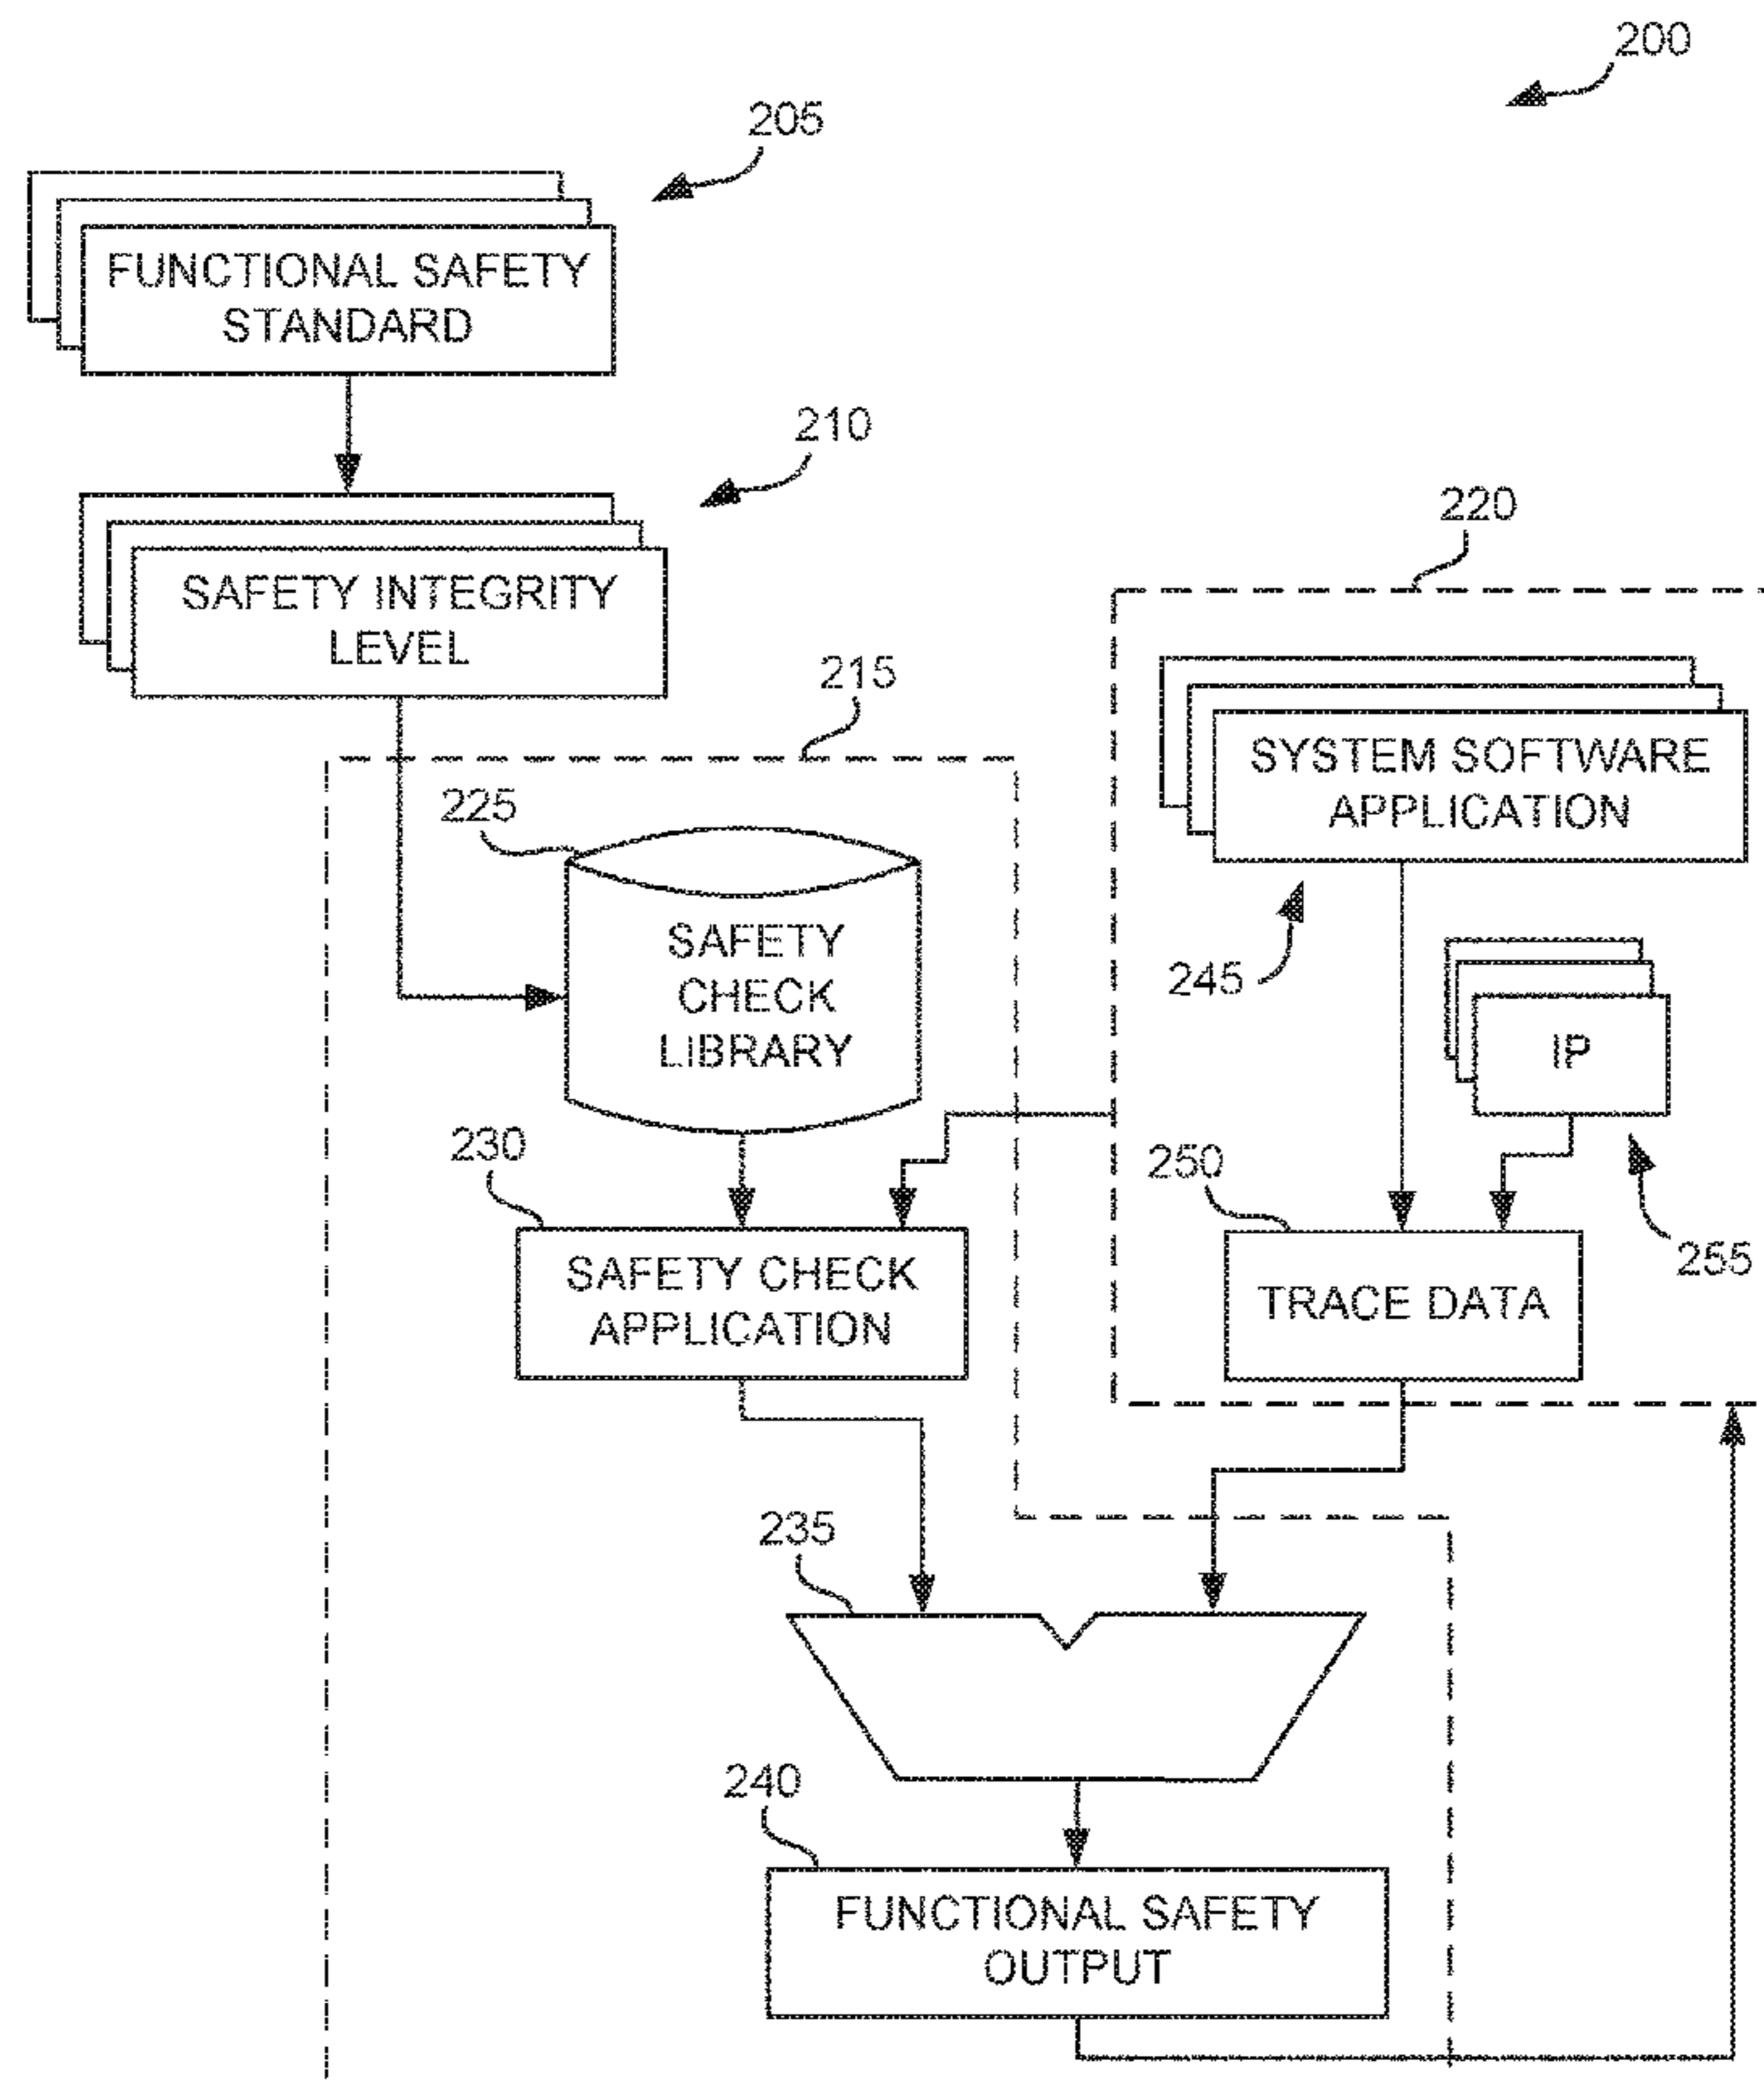 200
205
FUNCTIONAL SAFETY
STANDARD
210
SAFETY INTEGRITY
LEVEL
220
215
SYSTEM SOFTWARE
APPLICATION
225
SAFETY
CHECK
LIBRARY
245
IP
230
250
255
SAFETY CHECK
APPLICATION
TRACE DATA
235
240
FUNCTIONAL SAFETY
OUTPUT